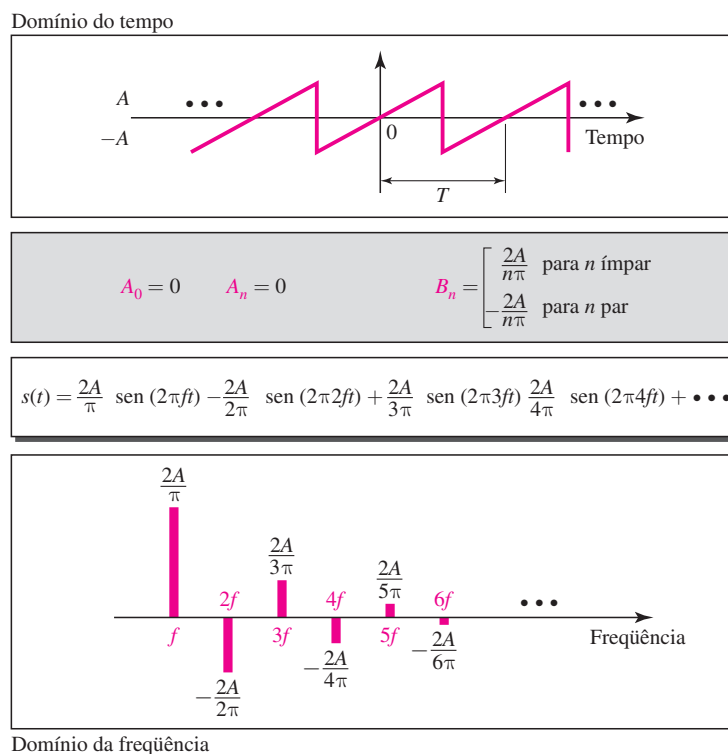 Domínio do tempo
A
−A
• • •
• • •
0
Tempo
T
A₀ = 0 Aₙ = 0 Bₙ = [ 2A/nπ para n ímpar
−2A/nπ para n par
s(t) = 2A/π sen (2πft) − 2A/2π sen (2π2ft) + 2A/3π sen (2π3ft) 2A/4π sen (2π4ft) + • • •
2A/π
2A/3π
2A/5π
2f
4f
6f
• • •
f
3f
5f
Freqüência
−2A/2π
−2A/4π
−2A/6π
Domínio da freqüência